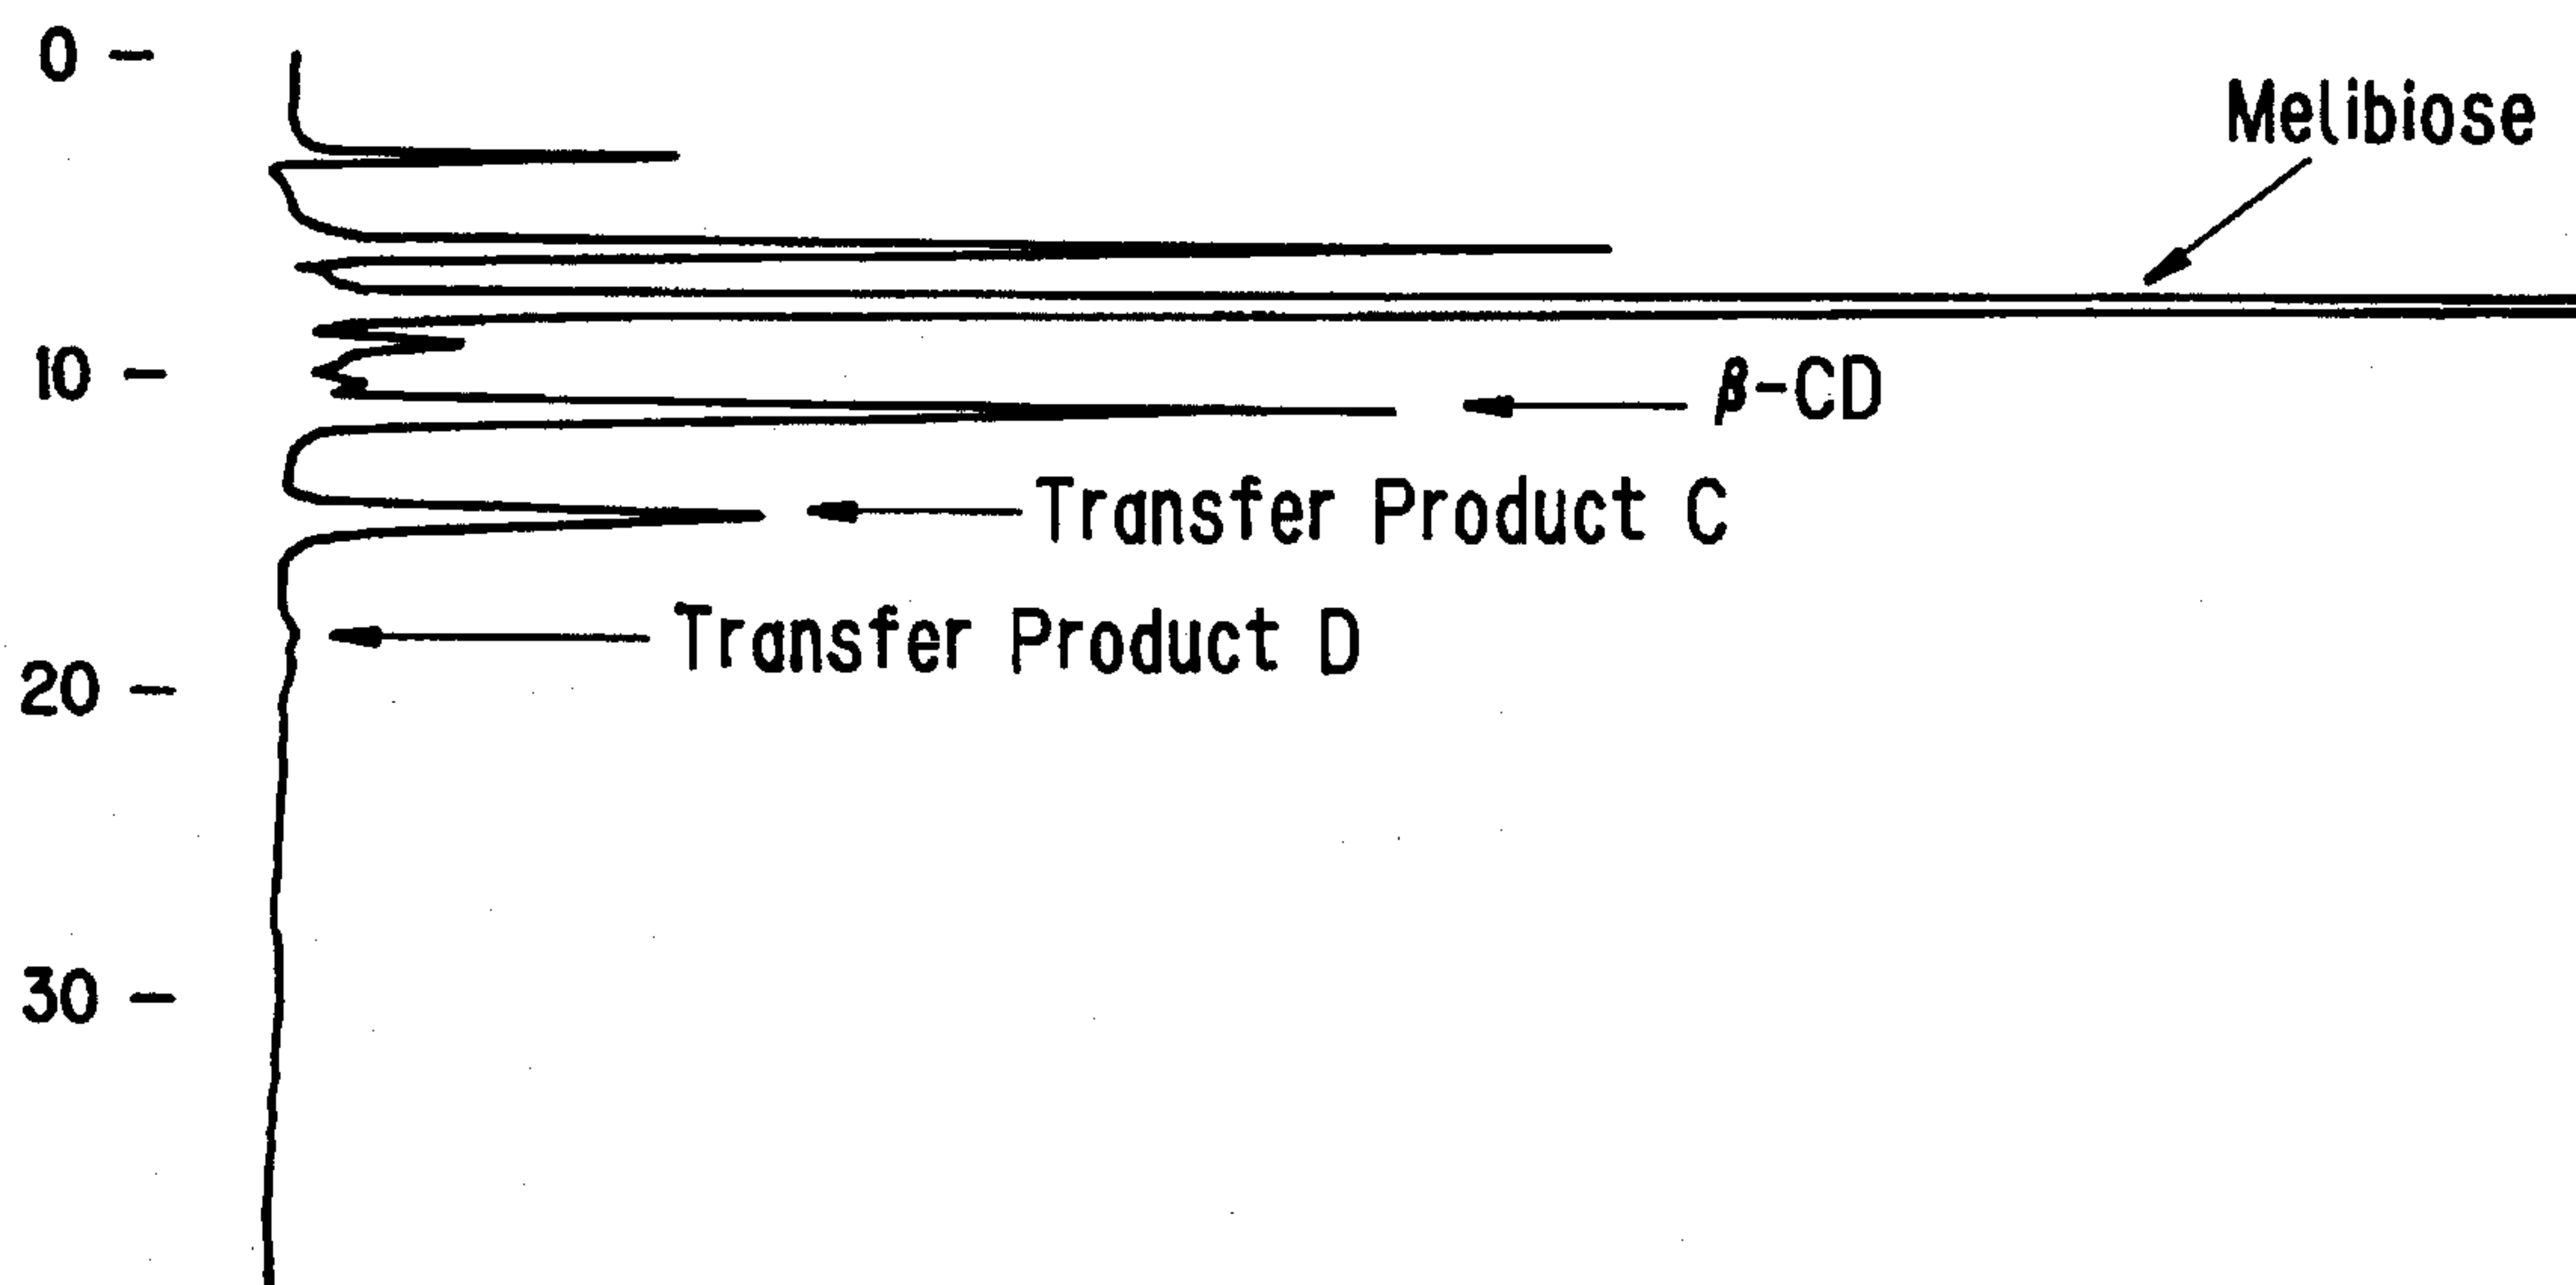 0 -
Melibiose
10 -
β-CD
Transfer Product C
Transfer Product D
20 -
30 -